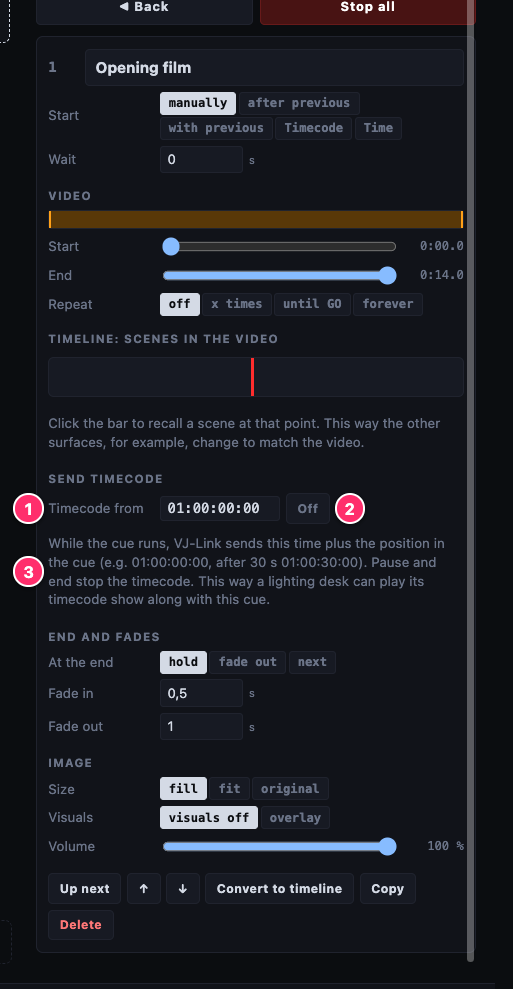 ◄ Back Stop all
1 Opening film
Start manually after previous
with previous Timecode Time
Wait 0 s
VIDEO
Start 0:00.0
End 0:14.0
Repeat off x times until GO forever
TIMELINE: SCENES IN THE VIDEO
Click the bar to recall a scene at that point. This way the other
surfaces, for example, change to match the video.
SEND TIMECODE
1 Timecode from 01:00:00:00 Off 2
While the cue runs, VJ-Link sends this time plus the position in
3 the cue (e.g. 01:00:00:00, after 30 s 01:00:30:00). Pause and
end stop the timecode. This way a lighting desk can play its
timecode show along with this cue.
END AND FADES
At the end hold fade out next
Fade in 0,5 s
Fade out 1 s
IMAGE
Size fill fit original
Visuals visuals off overlay
Volume 100 %
Up next ↑ ↓ Convert to timeline Copy
Delete